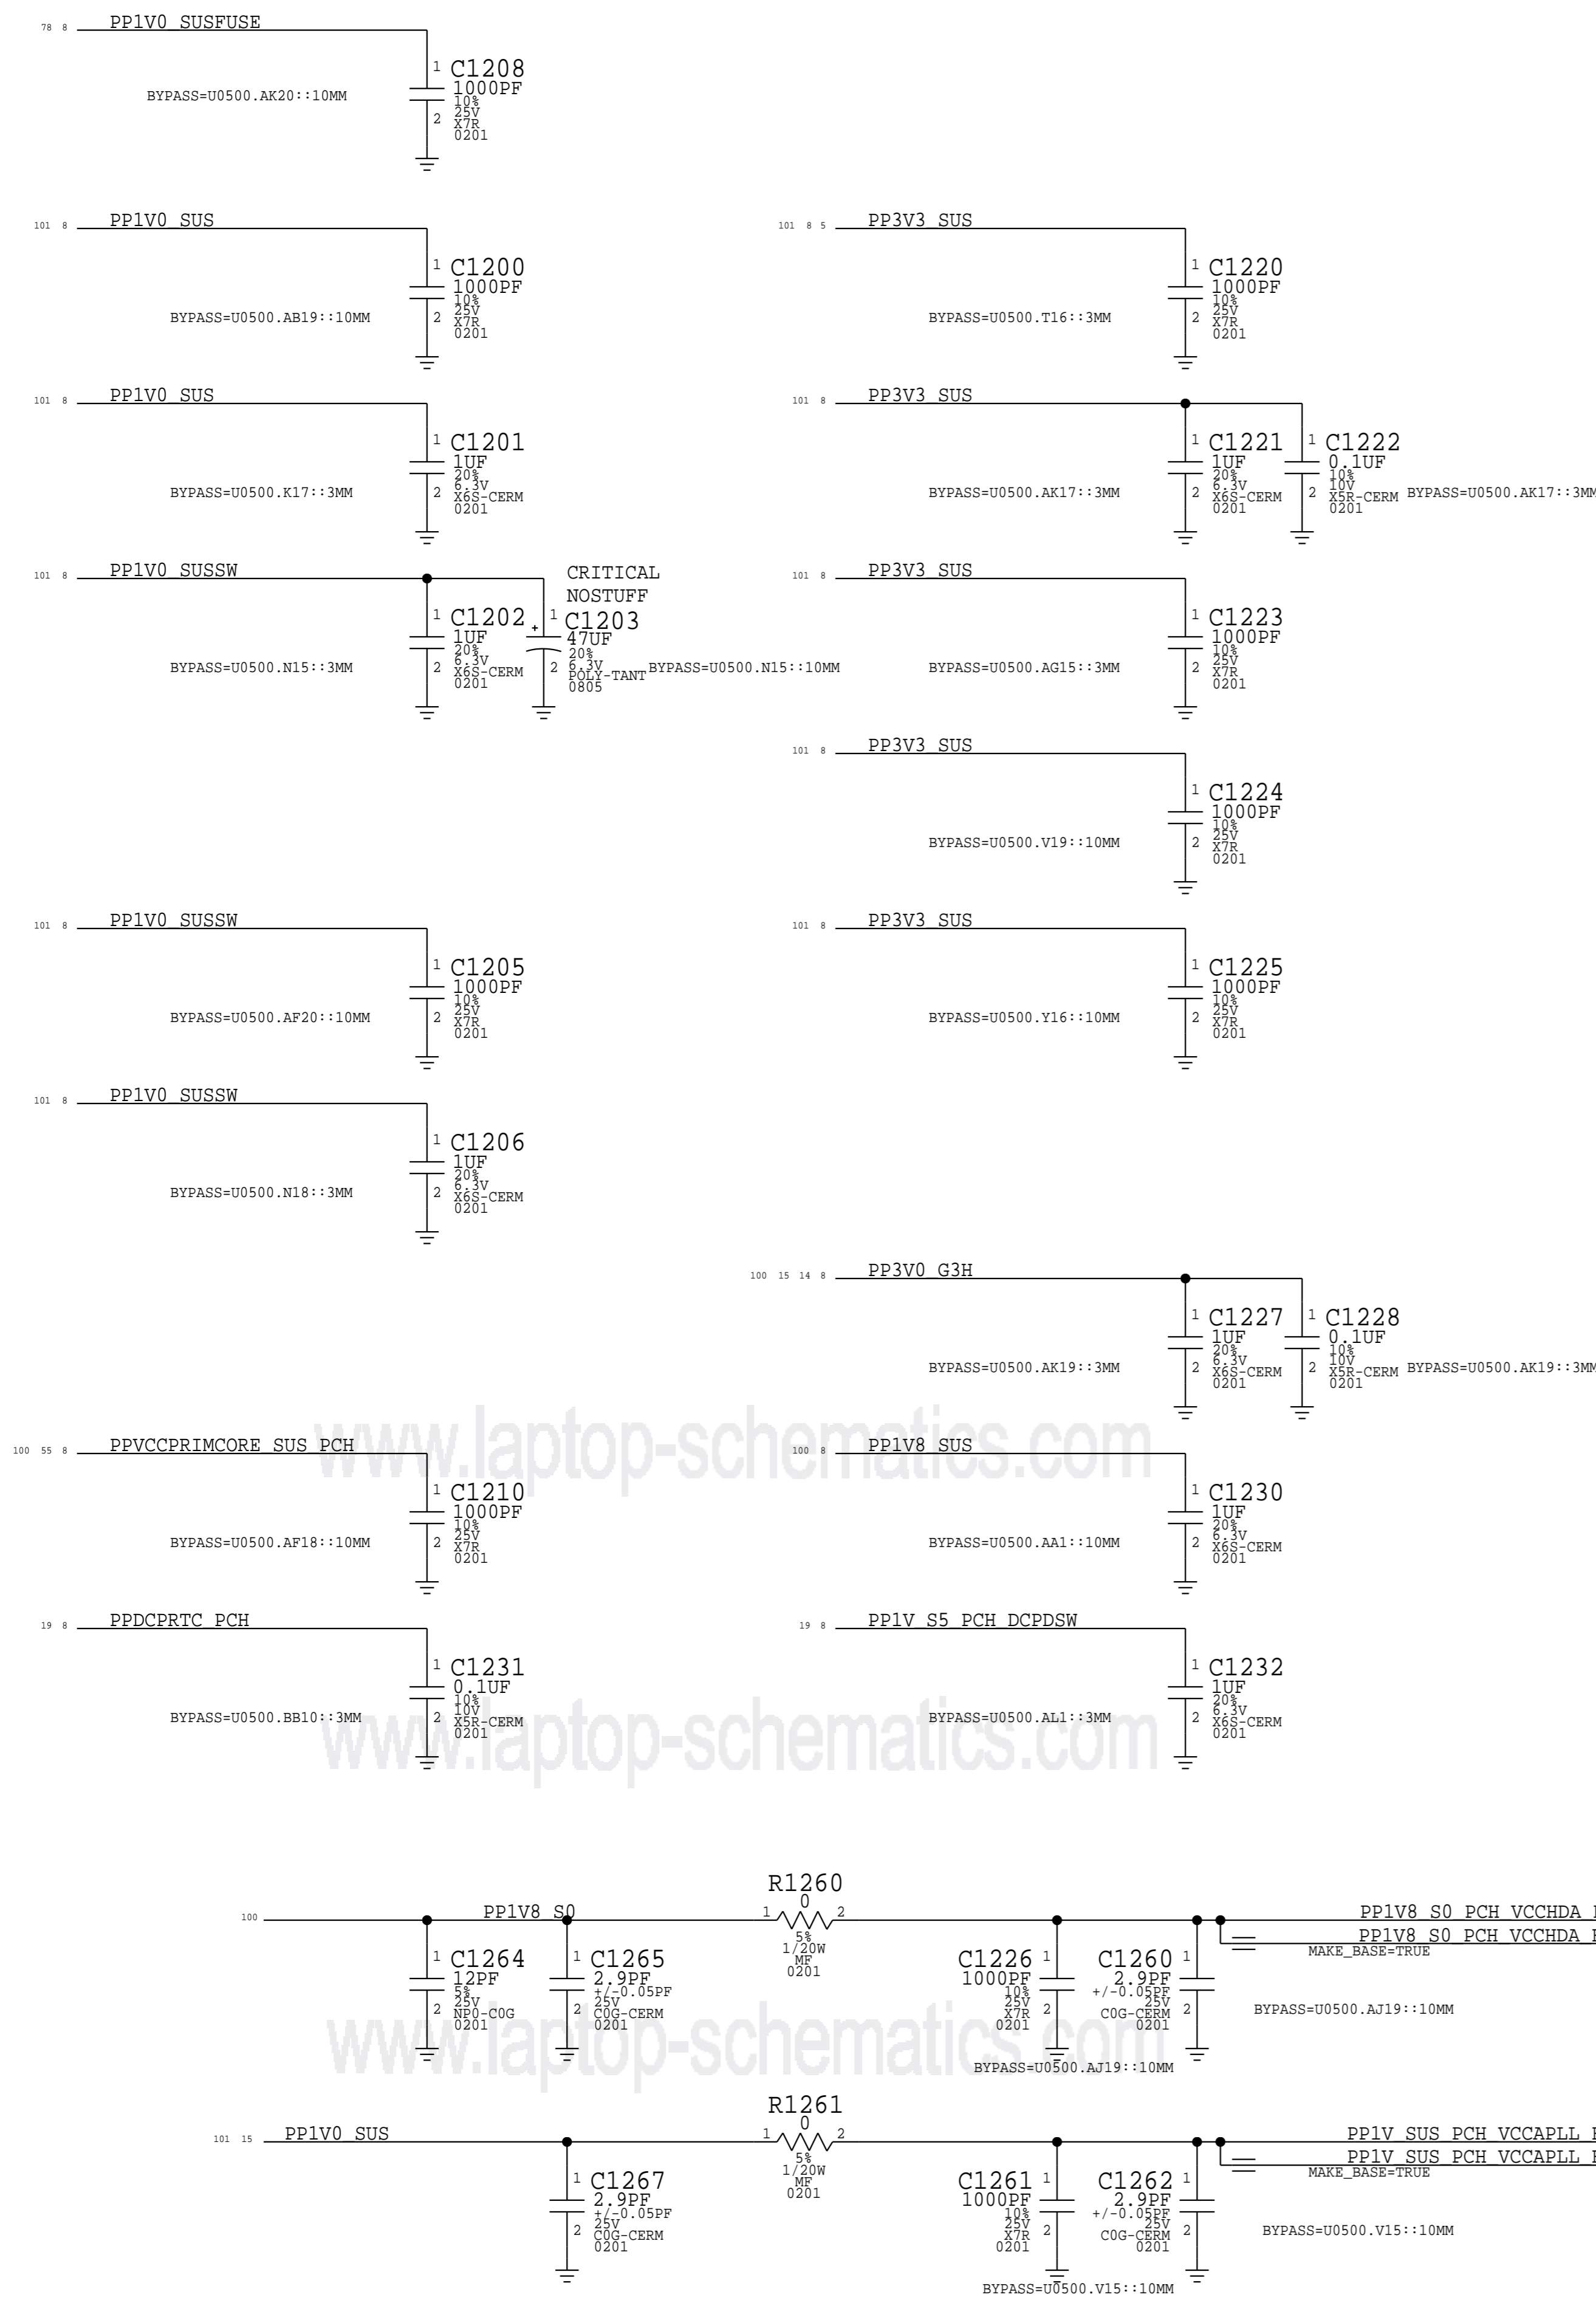 78 8 PP1V0_SUSFUSE
1 C1208
1000PF
10%
25V
X7R
0201
2
BYPASS=U0500.AK20::10MM
101 8 PP1V0_SUS
1 C1200
1000PF
10%
25V
X7R
0201
2
BYPASS=U0500.AB19::10MM
101 8 5 PP3V3_SUS
1 C1220
1000PF
10%
25V
X7R
0201
2
BYPASS=U0500.T16::3MM
101 8 PP1V0_SUS
1 C1201
1UF
20%
6.3V
X6S-CERM
0201
2
BYPASS=U0500.K17::3MM
101 8 PP3V3_SUS
1 C1221
1UF
20%
6.3V
X6S-CERM
0201
2
BYPASS=U0500.AK17::3MM
1 C1222
0.1UF
10%
10V
X5R-CERM
0201
2
BYPASS=U0500.AK17::3MM
101 8 PP1V0_SUSSW
1 C1202
1UF
20%
6.3V
X6S-CERM
0201
2
BYPASS=U0500.N15::3MM
CRITICAL
NOSTUFF
1 C1203
+
47UF
20%
6.3V
POLY-TANT
0805
2
BYPASS=U0500.N15::10MM
101 8 PP3V3_SUS
1 C1223
1000PF
10%
25V
X7R
0201
2
BYPASS=U0500.AG15::3MM
101 8 PP3V3_SUS
1 C1224
1000PF
10%
25V
X7R
0201
2
BYPASS=U0500.V19::10MM
101 8 PP1V0_SUSSW
1 C1205
1000PF
10%
25V
X7R
0201
2
BYPASS=U0500.AF20::10MM
101 8 PP3V3_SUS
1 C1225
1000PF
10%
25V
X7R
0201
2
BYPASS=U0500.Y16::10MM
101 8 PP1V0_SUSSW
1 C1206
1UF
20%
6.3V
X6S-CERM
0201
2
BYPASS=U0500.N18::3MM
100 15 14 8 PP3V0_G3H
1 C1227
1UF
20%
6.3V
X6S-CERM
0201
2
BYPASS=U0500.AK19::3MM
1 C1228
0.1UF
10%
10V
X5R-CERM
0201
2
BYPASS=U0500.AK19::3MM
www.laptop-schematics.com
100 55 8 PPVCCPRIMCORE_SUS_PCH
1 C1210
1000PF
10%
25V
X7R
0201
2
BYPASS=U0500.AF18::10MM
100 8 PP1V8_SUS
1 C1230
1UF
20%
6.3V
X6S-CERM
0201
2
BYPASS=U0500.AA1::10MM
19 8 PPDCPRTC_PCH
1 C1231
0.1UF
10%
10V
X5R-CERM
0201
2
BYPASS=U0500.BB10::3MM
19 8 PP1V_S5_PCH_DCPDSW
1 C1232
1UF
20%
6.3V
X6S-CERM
0201
2
BYPASS=U0500.AL1::3MM
www.laptop-schematics.com
100 PP1V8_S0
R1260
0
1 2
5%
1/20W
MF
0201
PP1V8_S0_PCH_VCCHDA_
PP1V8_S0_PCH_VCCHDA_
MAKE_BASE=TRUE
1 C1264
12PF
5%
25V
NP0-C0G
0201
2
1 C1265
2.9PF
+/-0.05PF
25V
C0G-CERM
0201
2
C1226 1
1000PF
10%
25V
X7R
0201
2
BYPASS=U0500.AJ19::10MM
C1260 1
2.9PF
+/-0.05PF
25V
C0G-CERM
0201
2
BYPASS=U0500.AJ19::10MM
www.laptop-schematics.com
101 15 PP1V0_SUS
R1261
0
1 2
5%
1/20W
MF
0201
PP1V_SUS_PCH_VCCAPLL_
PP1V_SUS_PCH_VCCAPLL_
MAKE_BASE=TRUE
1 C1267
2.9PF
+/-0.05PF
25V
C0G-CERM
0201
2
C1261 1
1000PF
10%
25V
X7R
0201
2
BYPASS=U0500.V15::10MM
C1262 1
2.9PF
+/-0.05PF
25V
C0G-CERM
0201
2
BYPASS=U0500.V15::10MM